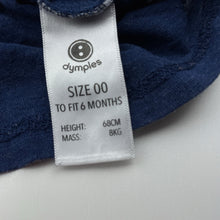 dymples
SIZE 00
TO FIT 6 MONTHS
HEIGHT: 68CM
MASS: 8KG